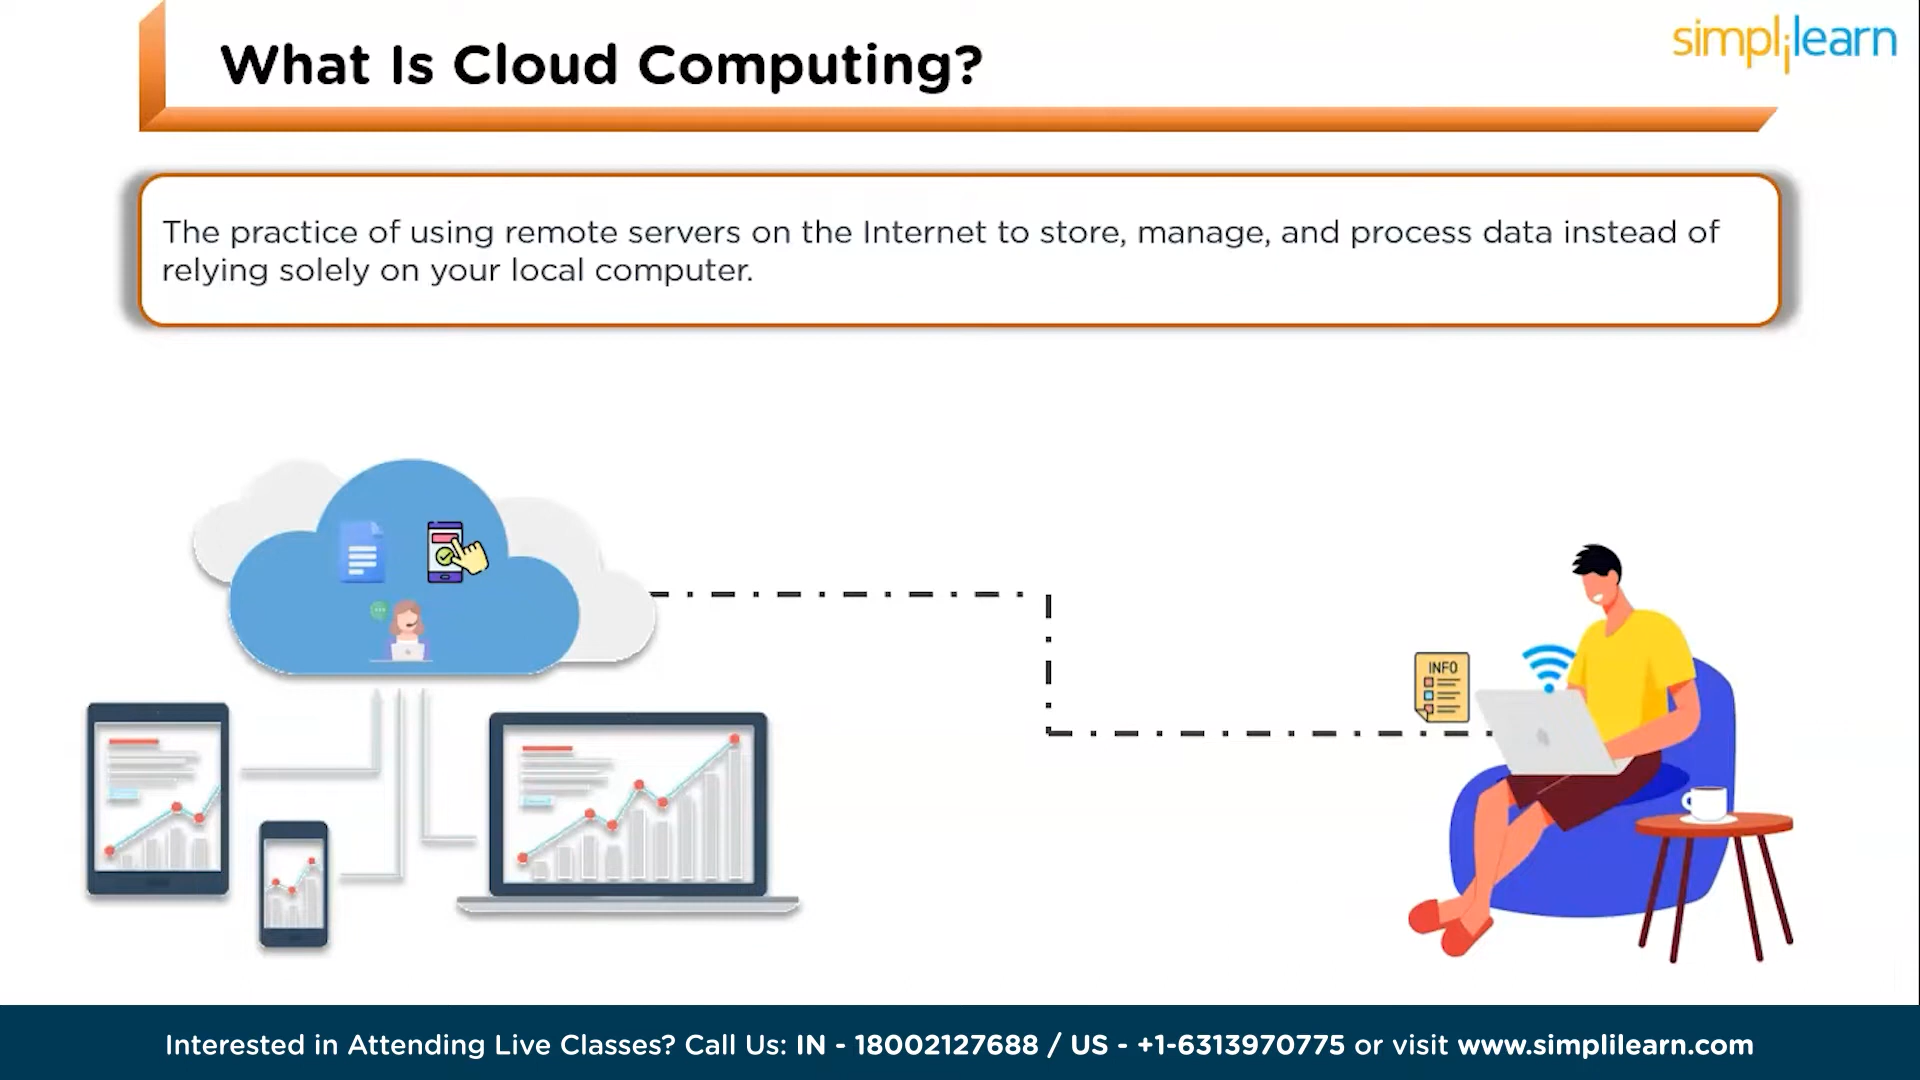 What Is Cloud Computing?
simplilearn
The practice of using remote servers on the Internet to store, manage, and process data instead of
relying solely on your local computer.
INFO
Interested in Attending Live Classes? Call Us: IN - 18002127688 / US - +1-6313970775 or visit www.simplilearn.com